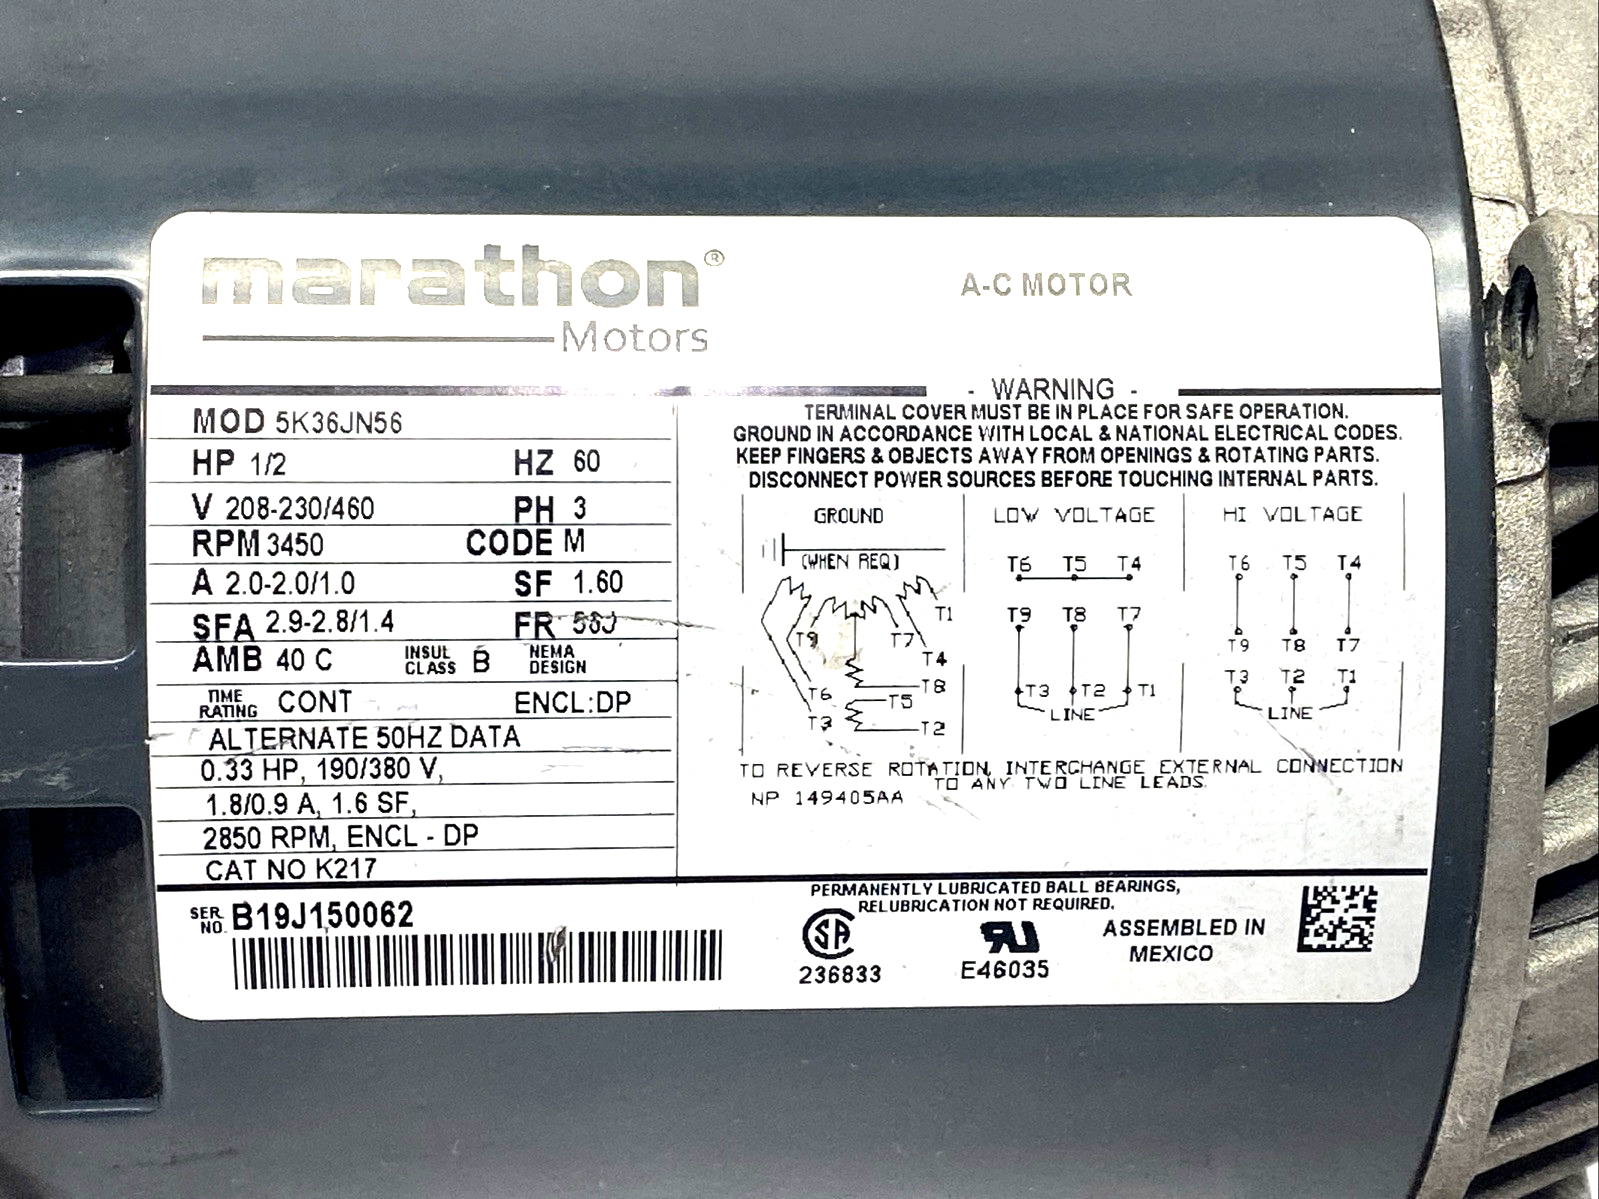 marathon®
Motors
A-C MOTOR
- WARNING -
TERMINAL COVER MUST BE IN PLACE FOR SAFE OPERATION.
GROUND IN ACCORDANCE WITH LOCAL & NATIONAL ELECTRICAL CODES.
KEEP FINGERS & OBJECTS AWAY FROM OPENINGS & ROTATING PARTS.
DISCONNECT POWER SOURCES BEFORE TOUCHING INTERNAL PARTS.
MOD 5K36JN56
HP 1/2 HZ 60
V 208-230/460 PH 3
RPM 3450 CODE M
A 2.0-2.0/1.0 SF 1.60
SFA 2.9-2.8/1.4 FR
AMB 40 C INSUL CLASS B NEMA DESIGN
TIME RATING CONT ENCL:DP
ALTERNATE 50HZ DATA
0.33 HP, 190/380 V,
1.8/0.9 A, 1.6 SF,
2850 RPM, ENCL - DP
CAT NO K217
GROUND
(WHEN REQ)
T1
T9 T7
T4
T8
T6 T5
T3 T2
LOW VOLTAGE
T6 T5 T4
T9 T8 T7
T3 T2 T1
LINE
HI VOLTAGE
T6 T5 T4
T9 T8 T7
T3 T2 T1
LINE
TO REVERSE ROTATION, INTERCHANGE EXTERNAL CONNECTION
TO ANY TWO LINE LEADS.
NP 149405AA
SER. NO. B19J150062
PERMANENTLY LUBRICATED BALL BEARINGS,
RELUBRICATION NOT REQUIRED.
SA
236833
RU
E46035
ASSEMBLED IN
MEXICO